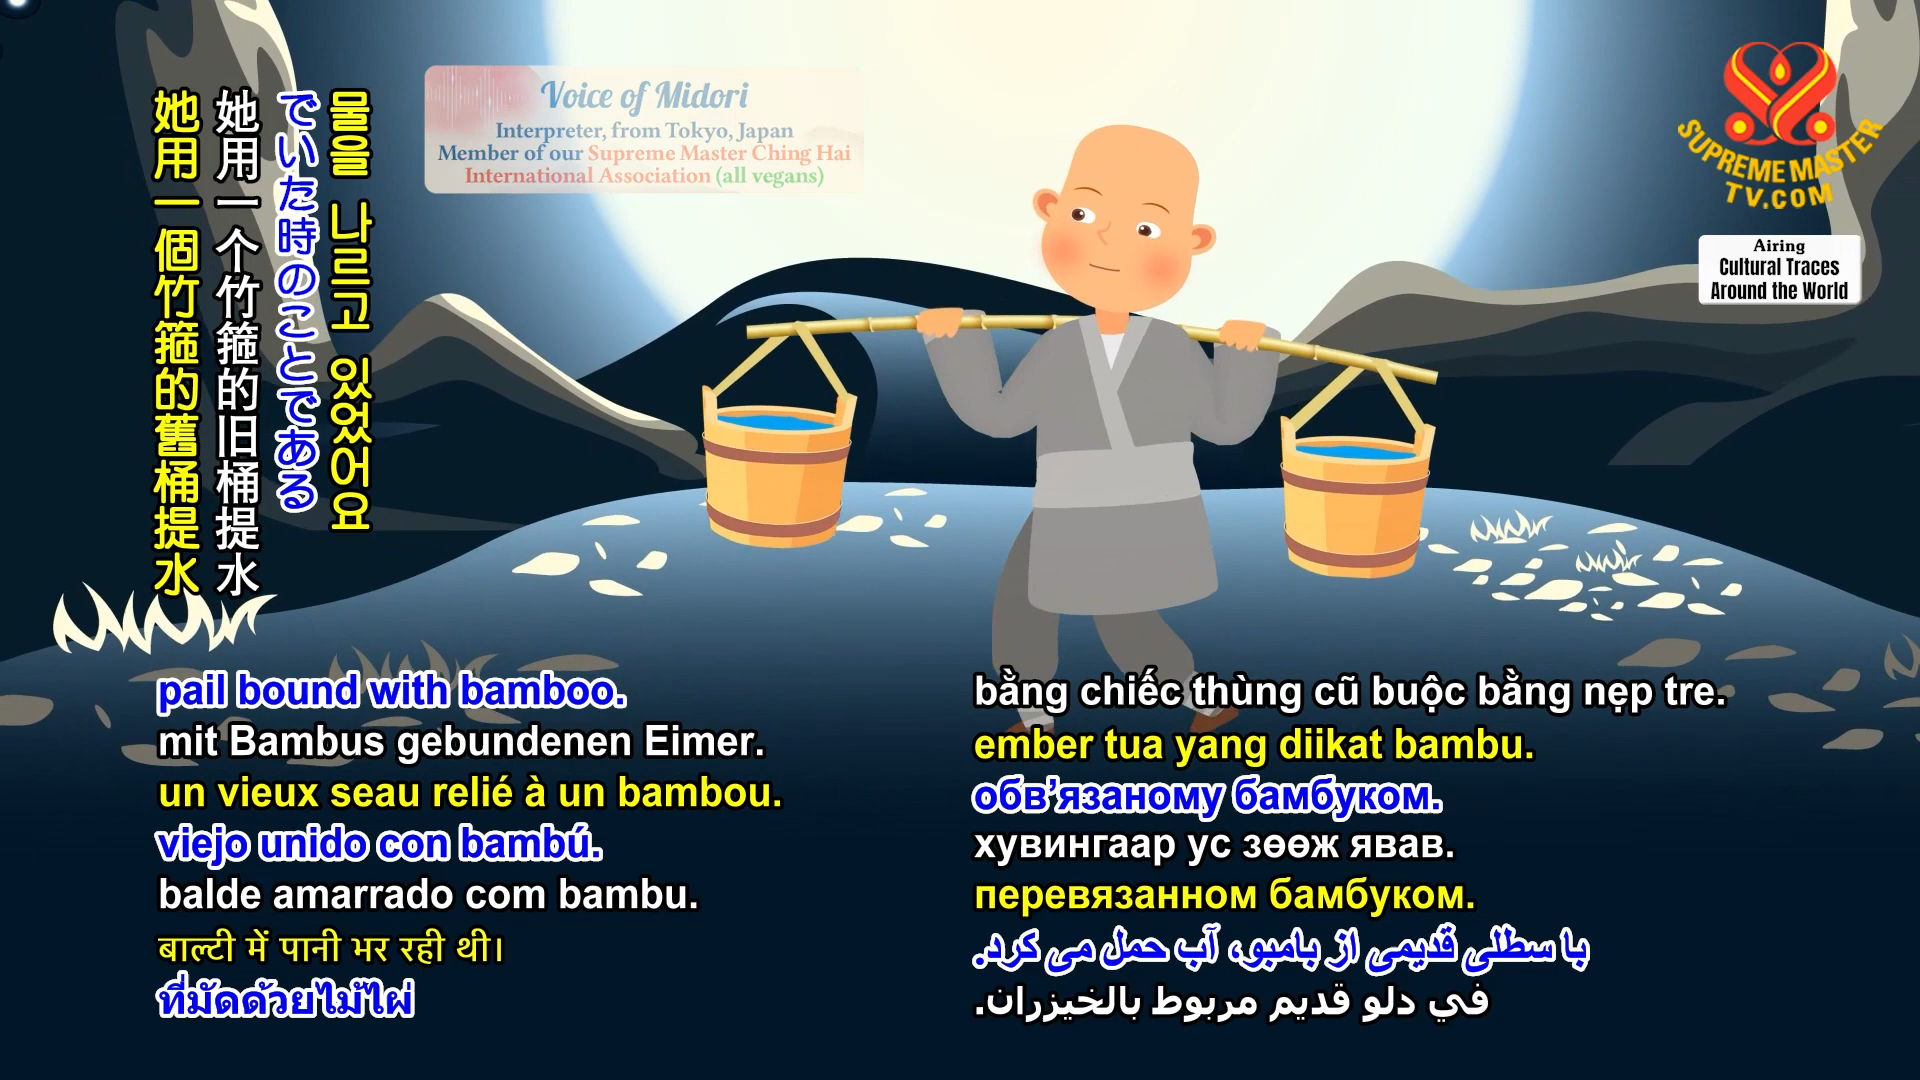 她用一個竹箍的舊桶提水
她用一个竹箍的旧桶提水
でいた時のことである
물을 나르고 있었어요
Voice of Midori
Interpreter, from Tokyo, Japan
Member of our Supreme Master Ching Hai
International Association (all vegans)
SUPREME MASTER
TV.COM
Airing
Cultural Traces
Around the World
pail bound with bamboo.
mit Bambus gebundenen Eimer.
un vieux seau relié à un bambou.
viejo unido con bambú.
balde amarrado com bambu.
बाल्टी में पानी भर रही थी।
ที่มัดด้วยไม้ไผ่
bằng chiếc thùng cũ buộc bằng nẹp tre.
ember tua yang diikat bambu.
обв’язаному бамбуком.
хувингаар ус зөөж явав.
перевязанном бамбуком.
با سطلی قدیمی از بامبو، آب حمل می کرد.
في دلو قديم مربوط بالخيزران.